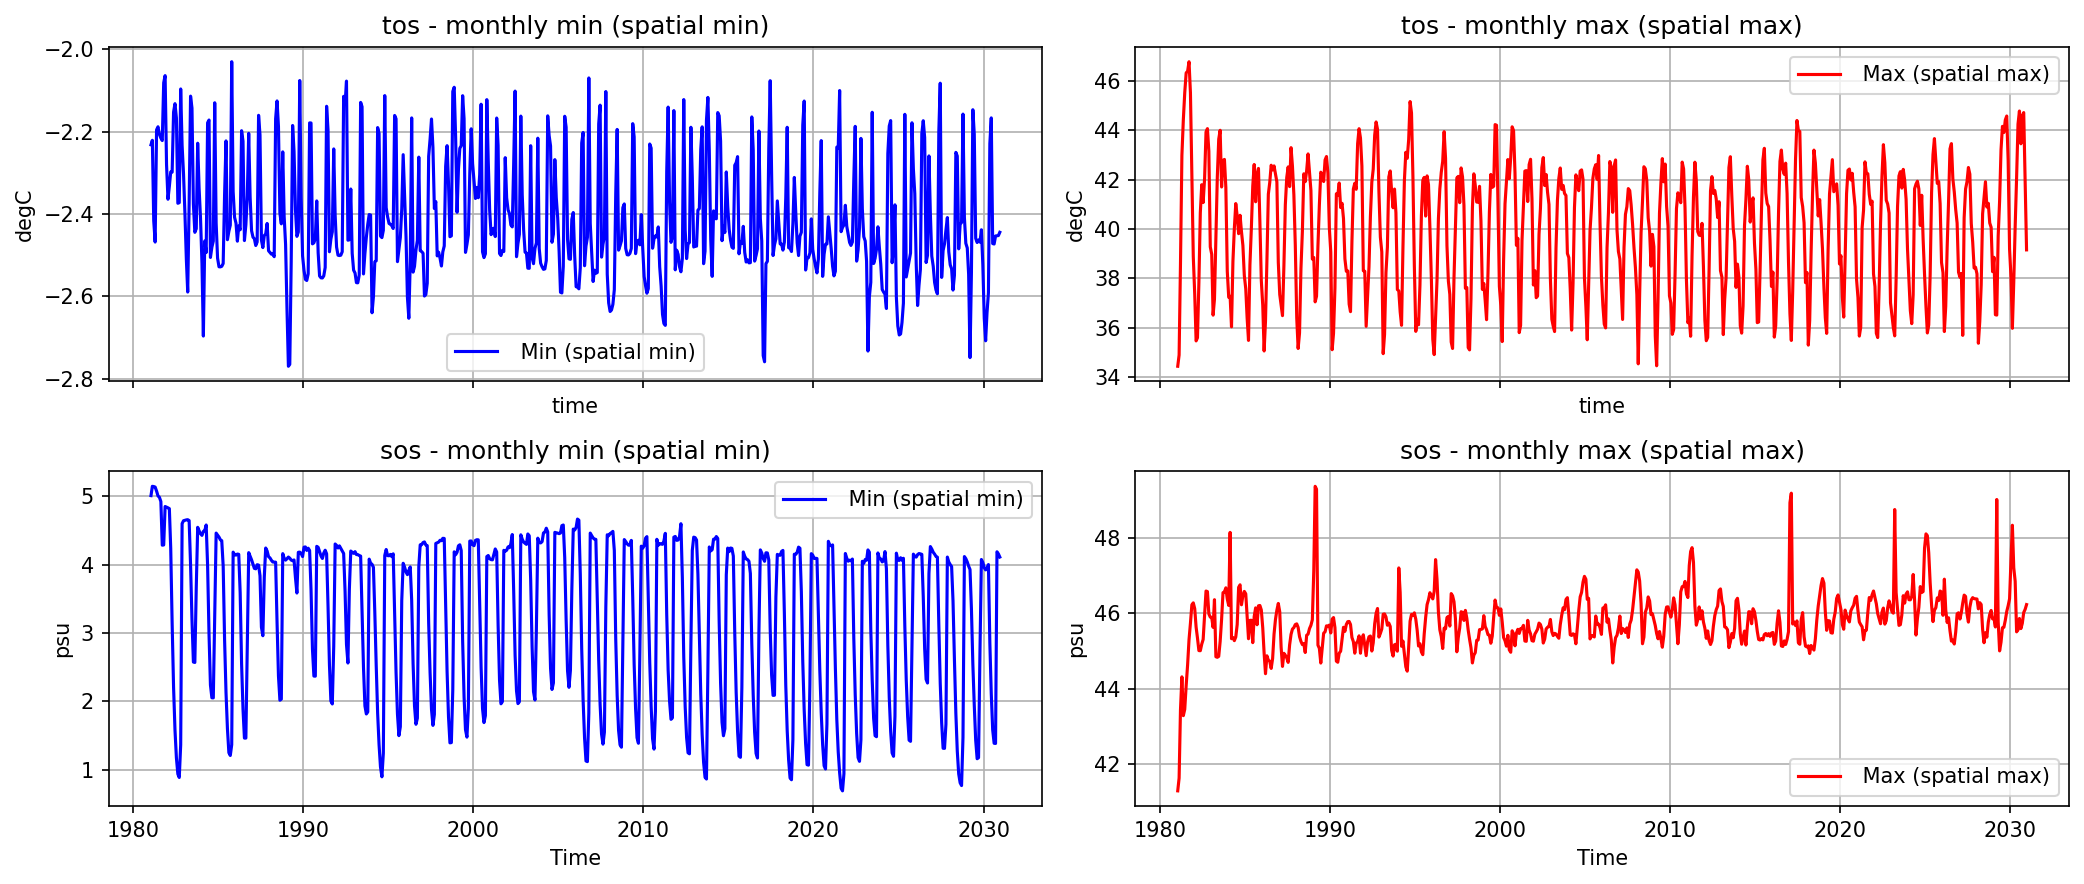 tos - monthly min (spatial min)
−2.0
−2.2
−2.4
−2.6
−2.8
degC
Min (spatial min)
time
tos - monthly max (spatial max)
46
44
42
40
38
36
34
degC
Max (spatial max)
time
sos - monthly min (spatial min)
5
4
3
2
1
psu
Min (spatial min)
1980 1990 2000 2010 2020 2030
Time
sos - monthly max (spatial max)
48
46
44
42
psu
Max (spatial max)
1980 1990 2000 2010 2020 2030
Time